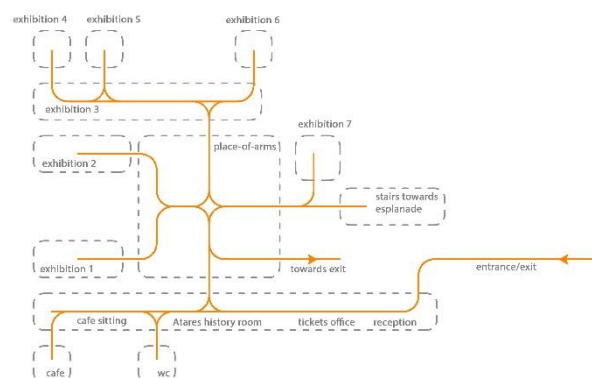 exhibition 4
exhibition 5
exhibition 6
exhibition 3
exhibition 7
place-of-arms
exhibition 2
stairs towards
esplanade
exhibition 1
towards exit
entrance/exit
cafe sitting
Atares history room
tickets office
reception
cafe
wc